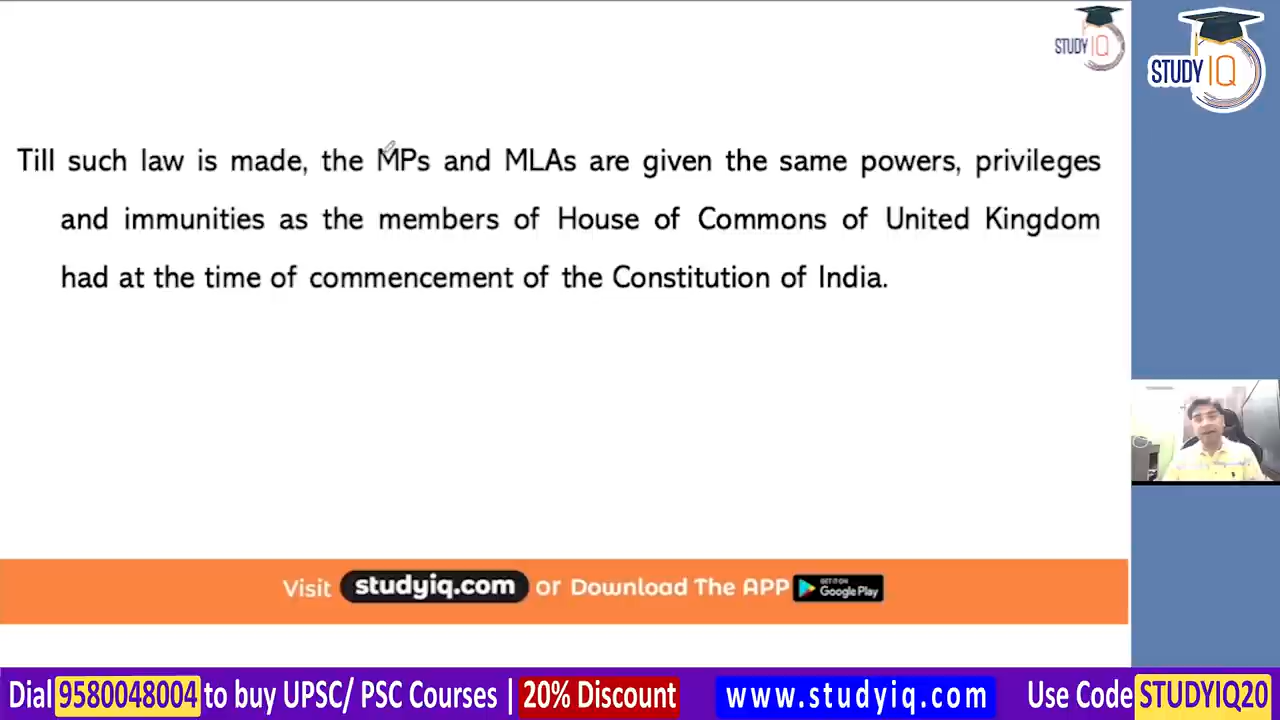 STUDY IQ
STUDY IQ
Till such law is made, the MPs and MLAs are given the same powers, privileges
and immunities as the members of House of Commons of United Kingdom
had at the time of commencement of the Constitution of India.
Visit studyiq.com or Download The APP GET IT ON Google Play
Dial 9580048004 to buy UPSC/ PSC Courses | 20% Discount www.studyiq.com Use Code STUDYIQ20